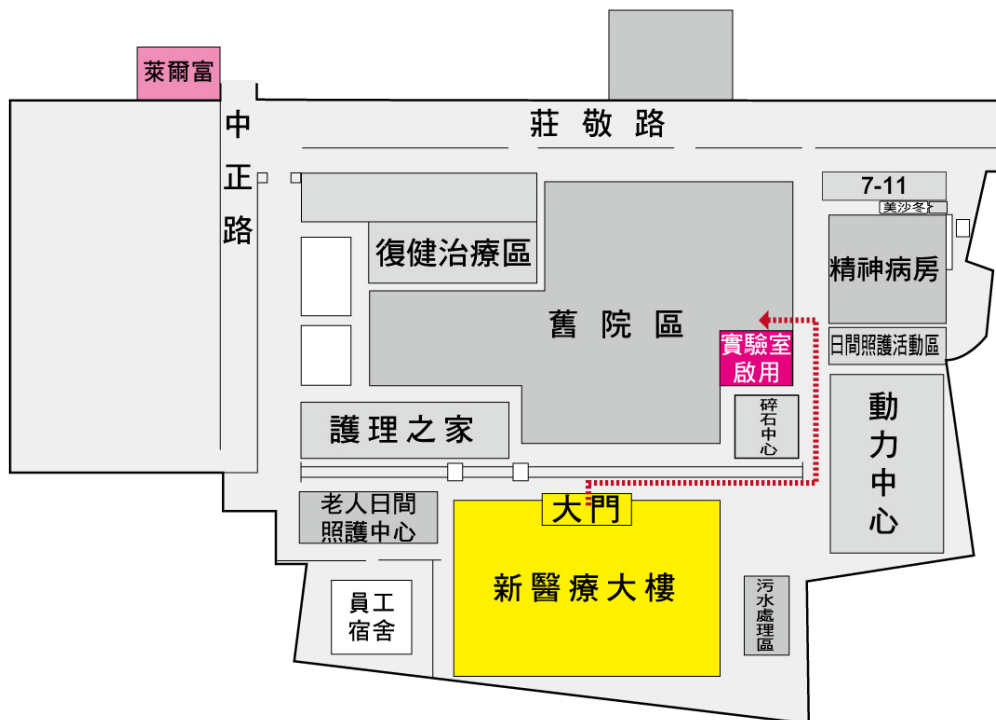 萊爾富
中正路
莊敬路
7-11
美沙冬
復健治療區
精神病房
舊院區
實驗室
啟用
日間照護活動區
護理之家
碎石中心
動力中心
老人日間
照護中心
大門
新醫療大樓
員工
宿舍
污水處理區